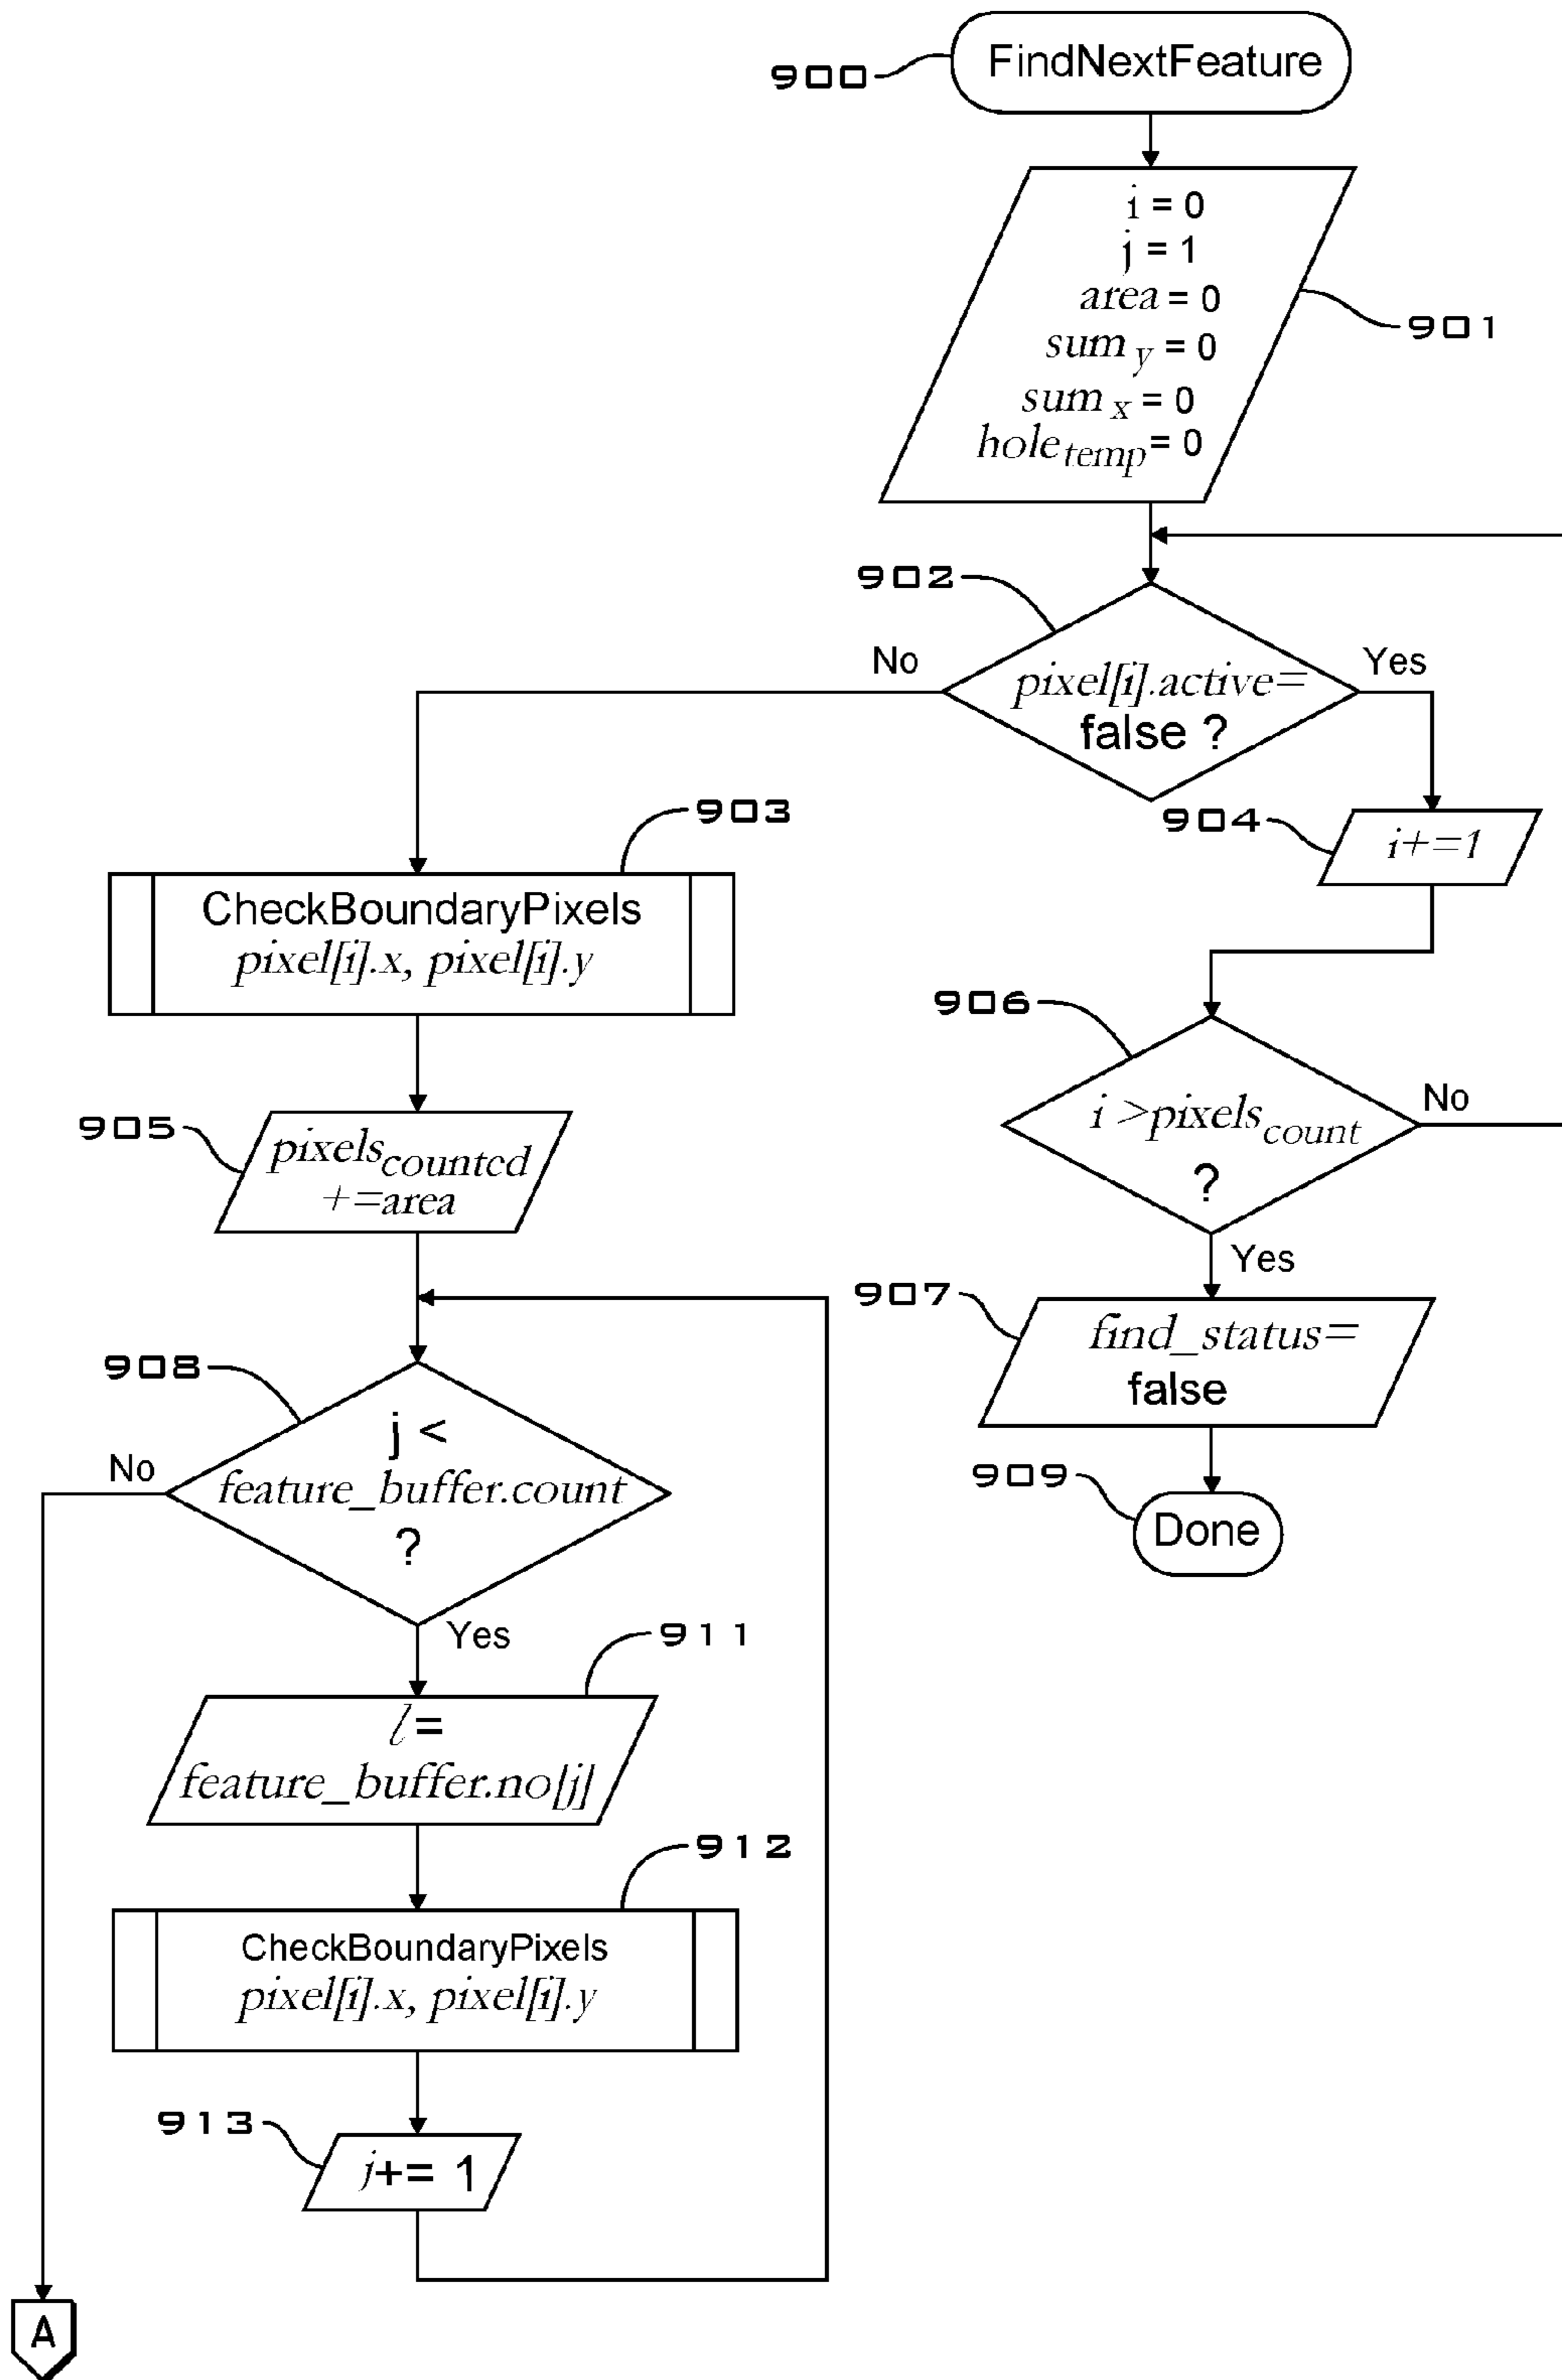 FindNextFeature
900
i = 0
j = 1
area = 0
sum y = 0
sum x = 0
hole temp = 0
901
902
No
Yes
pixel[i].active=
false ?
903
904
i+=1
CheckBoundaryPixels
pixel[i].x, pixel[i].y
906
i >pixels count
?
No
Yes
905
pixels counted
+=area
907
find_status=
false
908
j <
feature_buffer.count
?
No
Yes
909
Done
911
l=
feature_buffer.no[j]
912
CheckBoundaryPixels
pixel[i].x, pixel[i].y
913
j+= 1
A